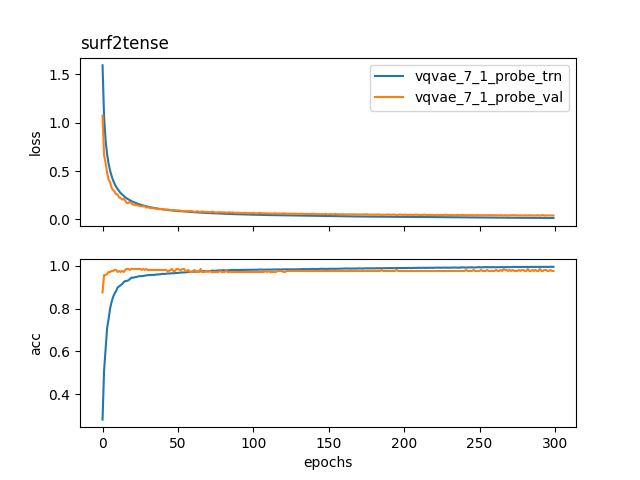 surf2tense
1.5
1.0
0.5
0.0
loss
vqvae_7_1_probe_trn
vqvae_7_1_probe_val
1.0
0.8
0.6
0.4
acc
0 50 100 150 200 250 300
epochs